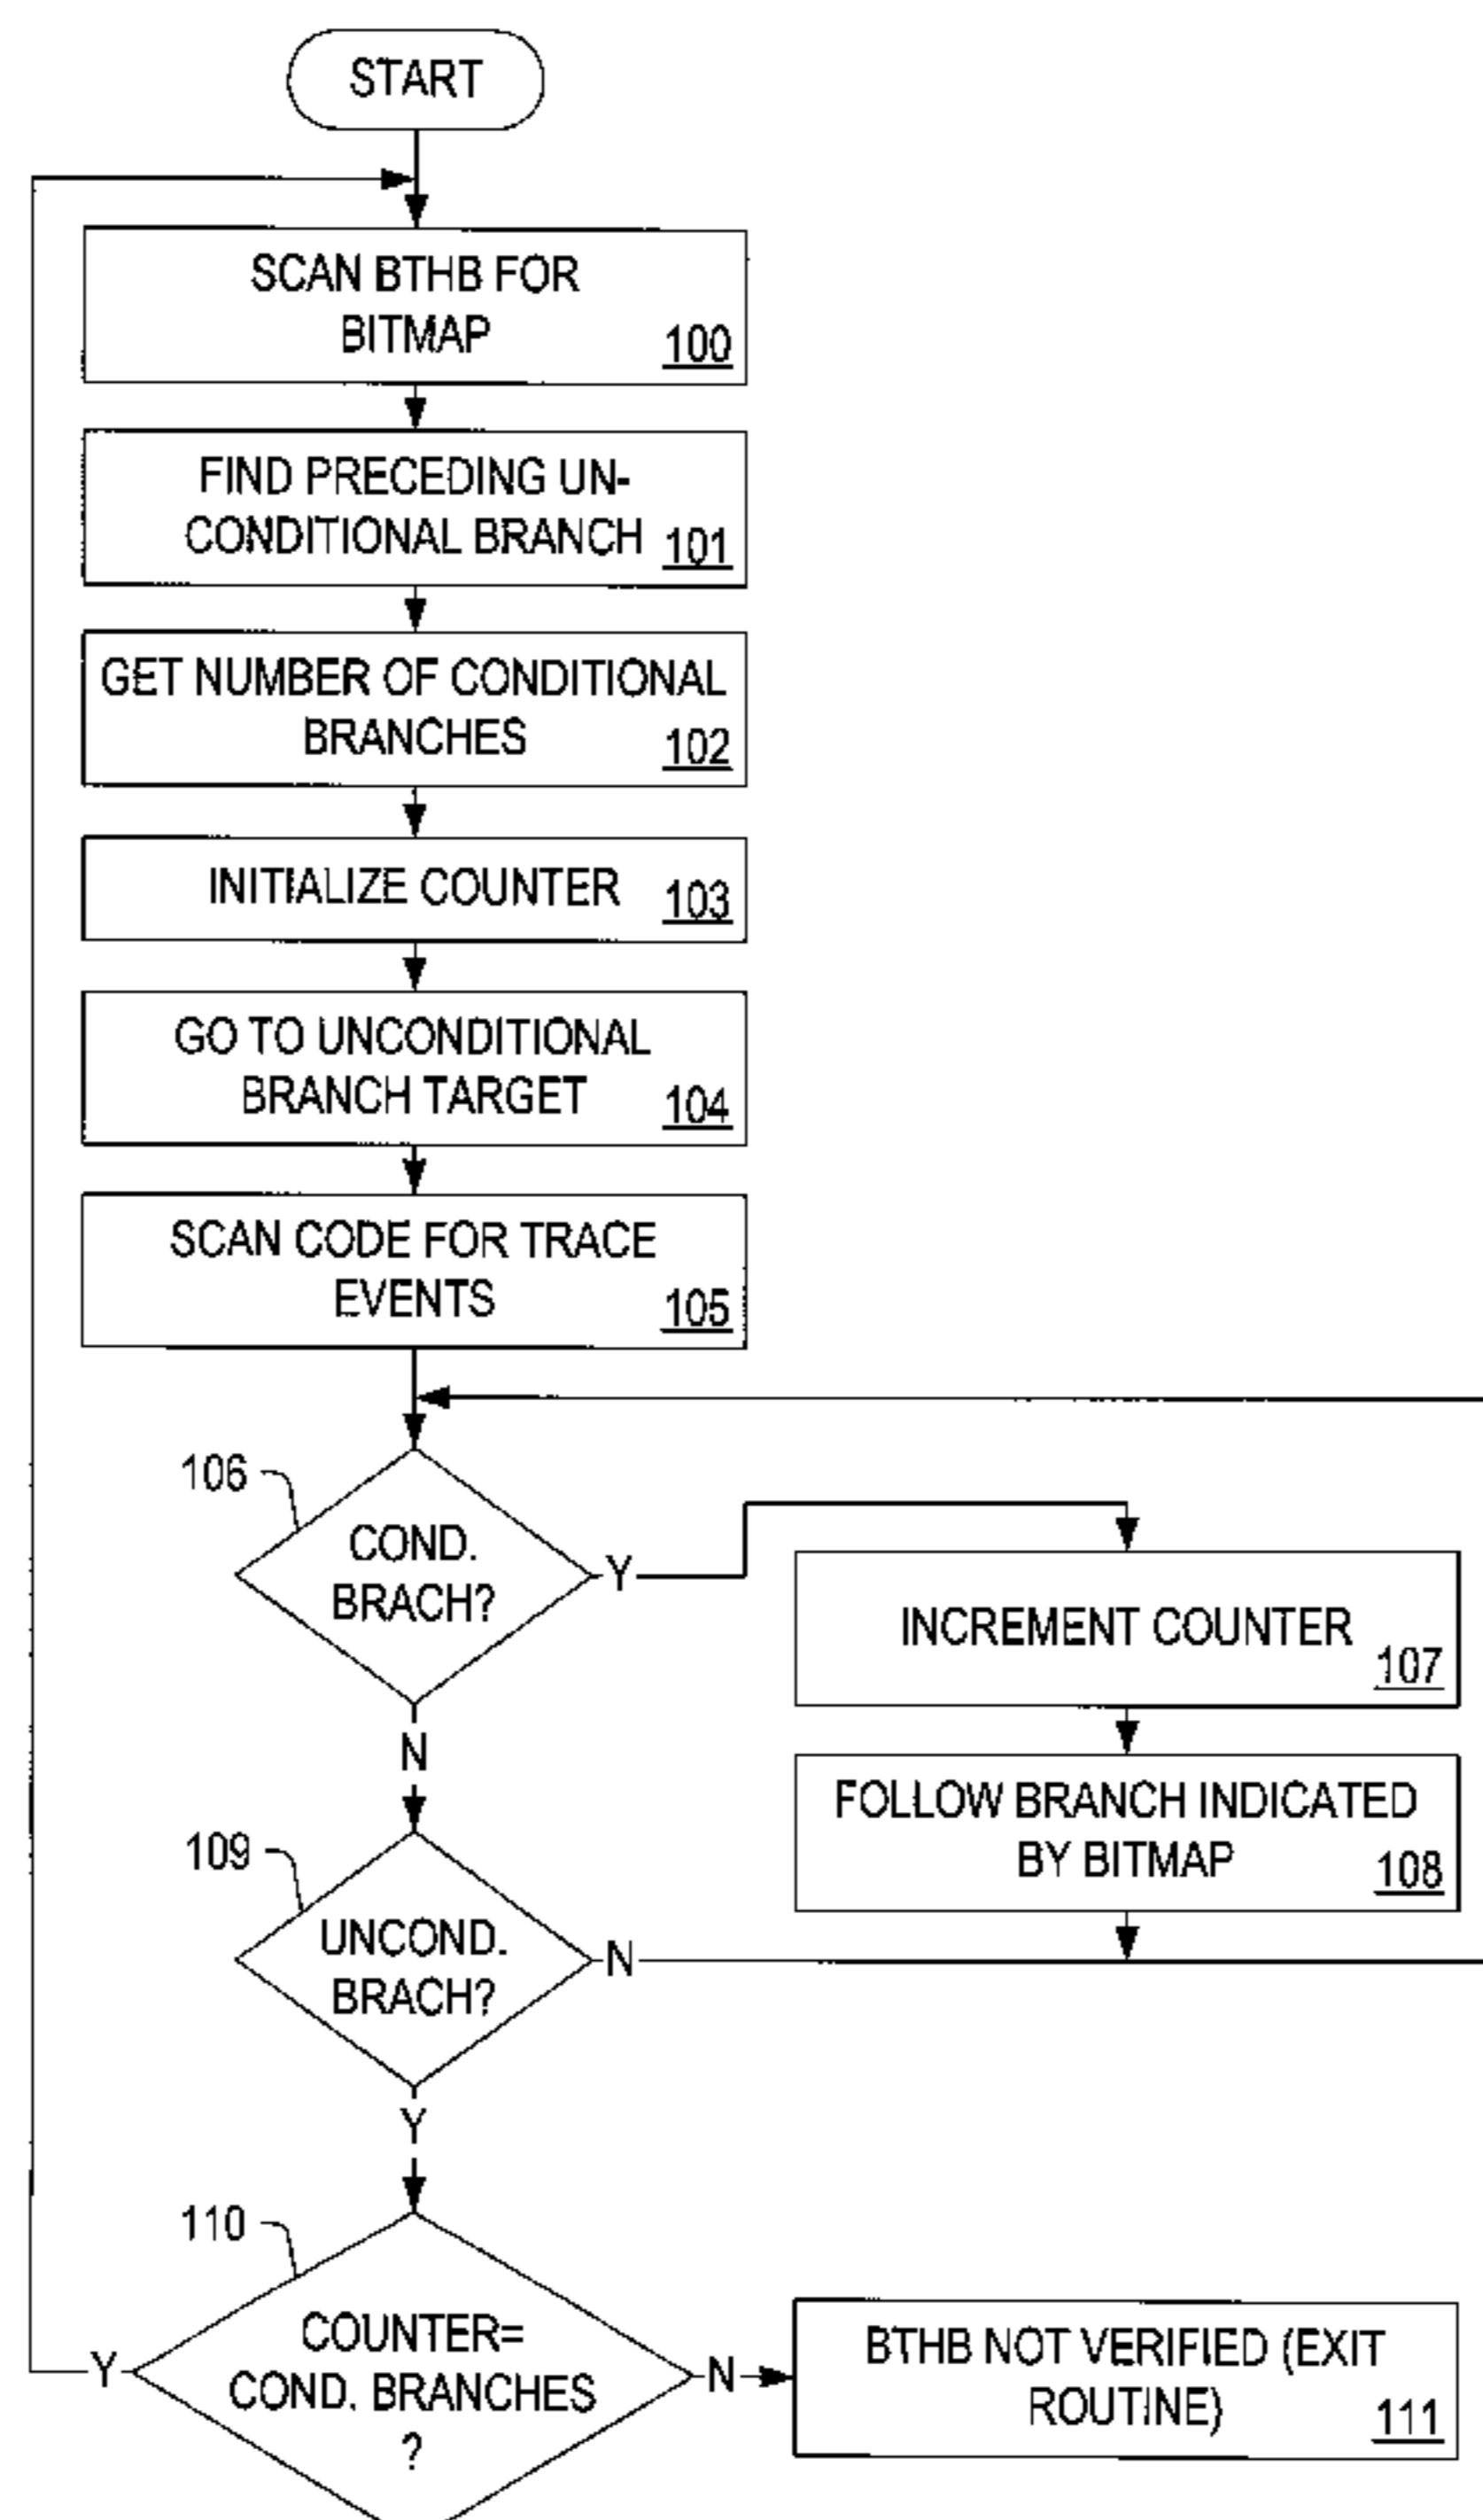 START
SCAN BTHB FOR
BITMAP
100
FIND PRECEDING UN-
CONDITIONAL BRANCH
101
GET NUMBER OF CONDITIONAL
BRANCHES
102
INITIALIZE COUNTER
103
GO TO UNCONDITIONAL
BRANCH TARGET
104
SCAN CODE FOR TRACE
EVENTS
105
106
COND.
BRACH?
Y
N
INCREMENT COUNTER
107
FOLLOW BRANCH INDICATED
BY BITMAP
108
109
UNCOND.
BRACH?
N
Y
110
COUNTER=
COND. BRANCHES
?
Y
N
BTHB NOT VERIFIED (EXIT
ROUTINE)
111